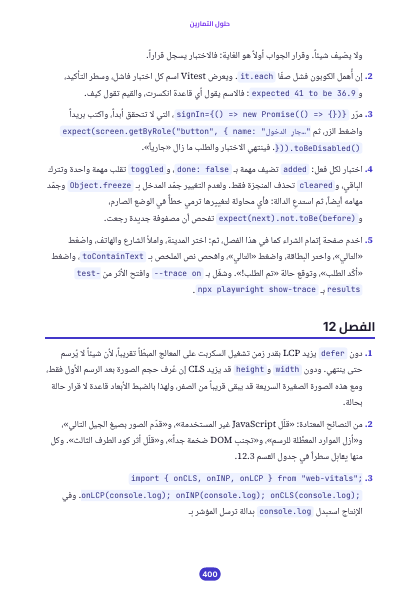 حلول التمارين
ولا يضيف شيئاً. وقرار الجواب أولاً هو الغاية: فالاختبار يسجل قراراً.
2. إن أُهمل الكوبون فشل صفّا it.each. ويعرض Vitest اسم كل اختبار فاشل، وسطر التأكيد،
و expected 41 to be 36.9: فالاسم يقول أي قاعدة انكسرت، والقيم تقول كيف.
3. مرّر signIn={() => new Promise(() => {})}، التي لا تتحقق أبداً، واكتب بريداً
واضغط الزر، ثم expect(screen.getByRole("button", { name: "جارٍ الدخول…"
})).toBeDisabled(). فينتهي الاختبار والطلب ما زال «جارياً».
4. اختبار لكل فعل: added تضيف مهمة بـ done: false، و toggled تقلب مهمة واحدة وتترك
الباقي، و cleared تحذف المنجزة فقط. ولعدم التغيير جمّد المدخل بـ Object.freeze وجمّد
مهامه أيضاً، ثم استدعِ الدالة: فأي محاولة لتغييرها ترمي خطأً في الوضع الصارم،
و expect(next).not.toBe(before) تفحص أن مصفوفة جديدة رجعت.
5. اخدم صفحة إتمام الشراء كما في هذا الفصل، ثم: اختر المدينة، واملأ الشارع والهاتف، واضغط
«التالي»، واختر البطاقة، واضغط «التالي»، وافحص نص الملخص بـ toContainText، واضغط
«أكّد الطلب»، وتوقع حالة «تم الطلب!». وشغّل بـ --trace on وافتح الأثر من test-
results بـ npx playwright show-trace.
الفصل 12
1. دون defer يزيد LCP بقدر زمن تشغيل السكربت على المعالج المبطّأ تقريباً، لأن شيئاً لا يُرسم
حتى ينتهي. ودون width و height قد يزيد CLS إن عُرف حجم الصورة بعد الرسم الأول فقط،
ومع هذه الصورة الصغيرة السريعة قد يبقى قريباً من الصفر، ولهذا بالضبط الأبعاد قاعدة لا قرار حالة
بحالة.
2. من النصائح المعتادة: «قلّل JavaScript غير المستخدمة»، و«قدّم الصور بصيغ الجيل التالي»،
و«أزل الموارد المعطّلة للرسم»، و«تجنب DOM ضخمة جداً»، و«قلّل أثر كود الطرف الثالث». وكل
منها يقابل سطراً في جدول القسم 12.3.
3. import { onCLS, onINP, onLCP } from "web-vitals";
onLCP(console.log); onINP(console.log); onCLS(console.log);. وفي
الإنتاج استبدل console.log بدالة ترسل المؤشر بـ
400